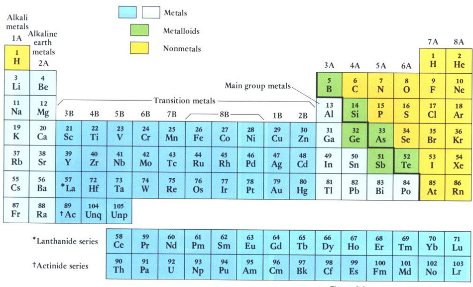 Alkali metals
1A
Alkaline earth metals
2A
Metals
Metalloids
Nonmetals
Main group metals
Transition metals
3B 4B 5B 6B 7B 8B 1B 2B
3A 4A 5A 6A 7A 8A
1 H 1 H 2 He
3 Li 4 Be 5 B 6 C 7 N 8 O 9 F 10 Ne
11 Na 12 Mg 13 Al 14 Si 15 P 16 S 17 Cl 18 Ar
19 K 20 Ca 21 Sc 22 Ti 23 V 24 Cr 25 Mn 26 Fe 27 Co 28 Ni 29 Cu 30 Zn 31 Ga 32 Ge 33 As 34 Se 35 Br 36 Kr
37 Rb 38 Sr 39 Y 40 Zr 41 Nb 42 Mo 43 Tc 44 Ru 45 Rh 46 Pd 47 Ag 48 Cd 49 In 50 Sn 51 Sb 52 Te 53 I 54 Xe
55 Cs 56 Ba 57 *La 72 Hf 73 Ta 74 W 75 Re 76 Os 77 Ir 78 Pt 79 Au 80 Hg 81 Tl 82 Pb 83 Bi 84 Po 85 At 86 Rn
87 Fr 88 Ra 89 †Ac 104 Unq 105 Unp
*Lanthanide series 58 Ce 59 Pr 60 Nd 61 Pm 62 Sm 63 Eu 64 Gd 65 Tb 66 Dy 67 Ho 68 Er 69 Tm 70 Yb 71 Lu
†Actinide series 90 Th 91 Pa 92 U 93 Np 94 Pu 95 Am 96 Cm 97 Bk 98 Cf 99 Es 100 Fm 101 Md 102 No 103 Lr